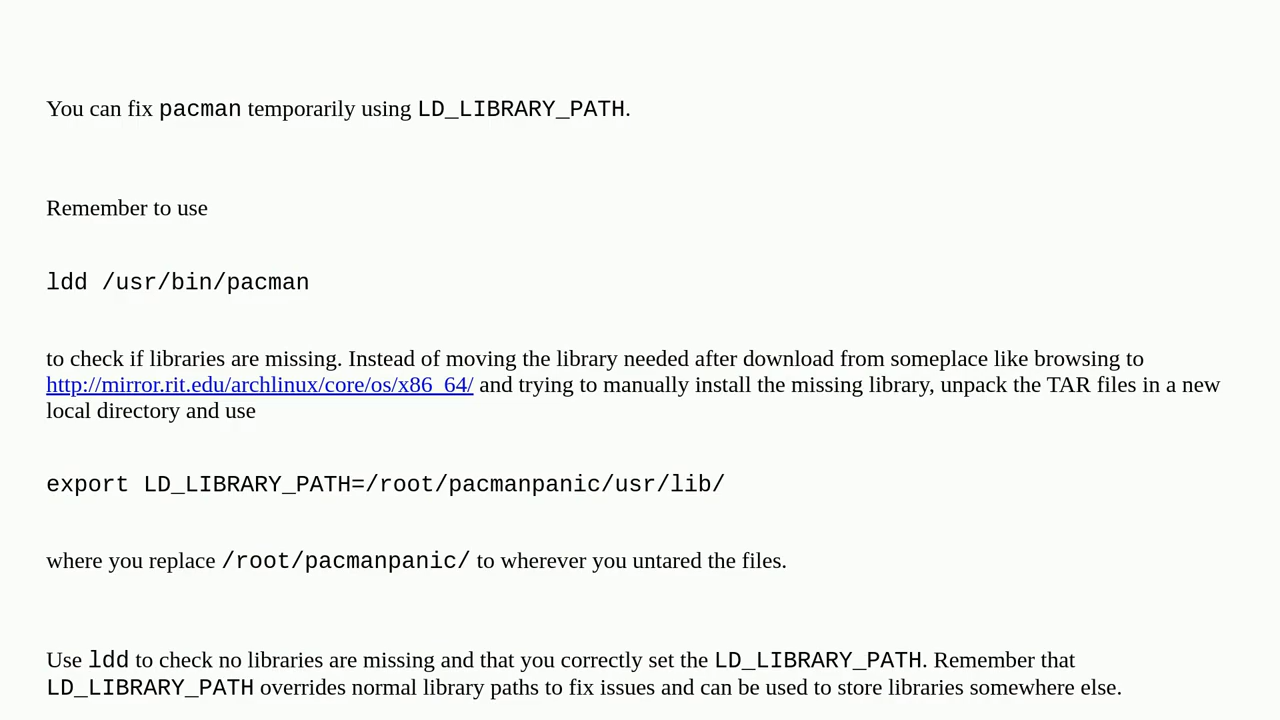 You can fix pacman temporarily using LD_LIBRARY_PATH.
Remember to use
ldd /usr/bin/pacman
to check if libraries are missing. Instead of moving the library needed after download from someplace like browsing to
http://mirror.rit.edu/archlinux/core/os/x86_64/ and trying to manually install the missing library, unpack the TAR files in a new
local directory and use
export LD_LIBRARY_PATH=/root/pacmanpanic/usr/lib/
where you replace /root/pacmanpanic/ to wherever you untared the files.
Use ldd to check no libraries are missing and that you correctly set the LD_LIBRARY_PATH. Remember that
LD_LIBRARY_PATH overrides normal library paths to fix issues and can be used to store libraries somewhere else.